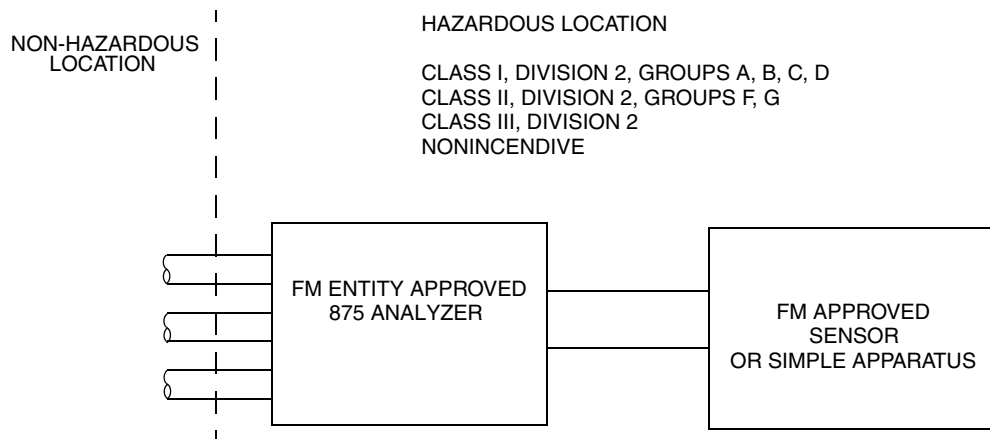 NON-HAZARDOUS
LOCATION
HAZARDOUS LOCATION
CLASS I, DIVISION 2, GROUPS A, B, C, D
CLASS II, DIVISION 2, GROUPS F, G
CLASS III, DIVISION 2
NONINCENDIVE
FM ENTITY APPROVED
875 ANALYZER
FM APPROVED
SENSOR
OR SIMPLE APPARATUS